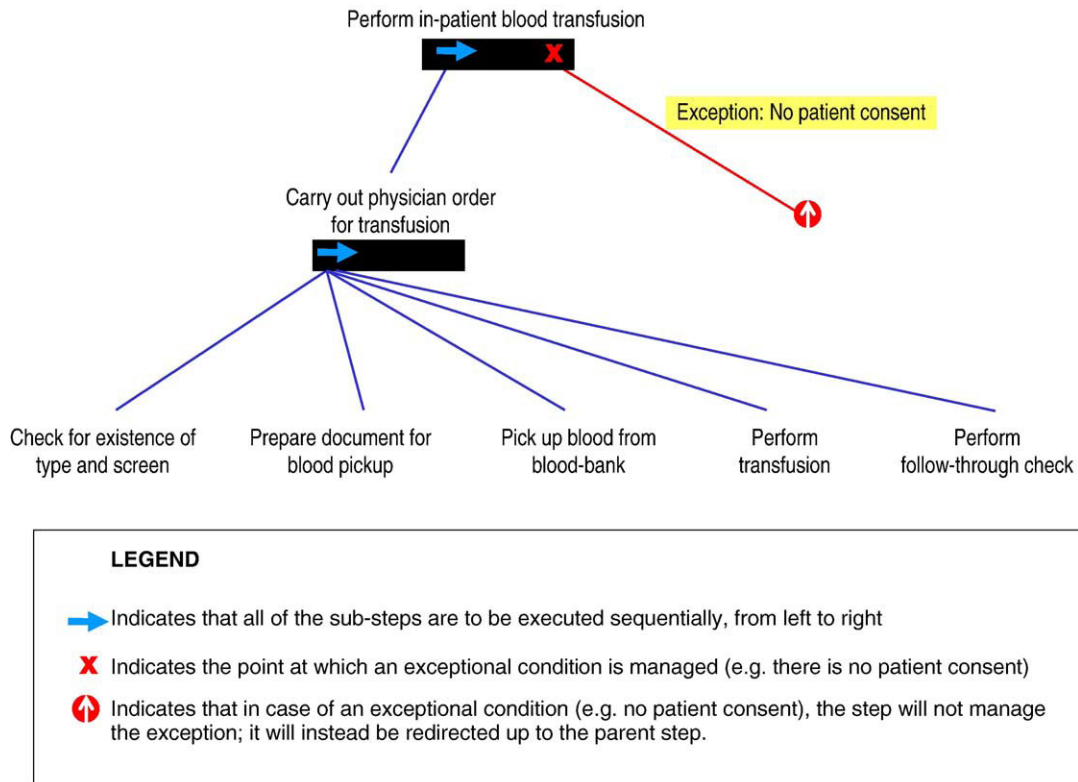 Perform in-patient blood transfusion
Exception: No patient consent
Carry out physician order
for transfusion
Check for existence of
type and screen
Prepare document for
blood pickup
Pick up blood from
blood-bank
Perform
transfusion
Perform
follow-through check
LEGEND
Indicates that all of the sub-steps are to be executed sequentially, from left to right
X Indicates the point at which an exceptional condition is managed (e.g. there is no patient consent)
Indicates that in case of an exceptional condition (e.g. no patient consent), the step will not manage
the exception; it will instead be redirected up to the parent step.